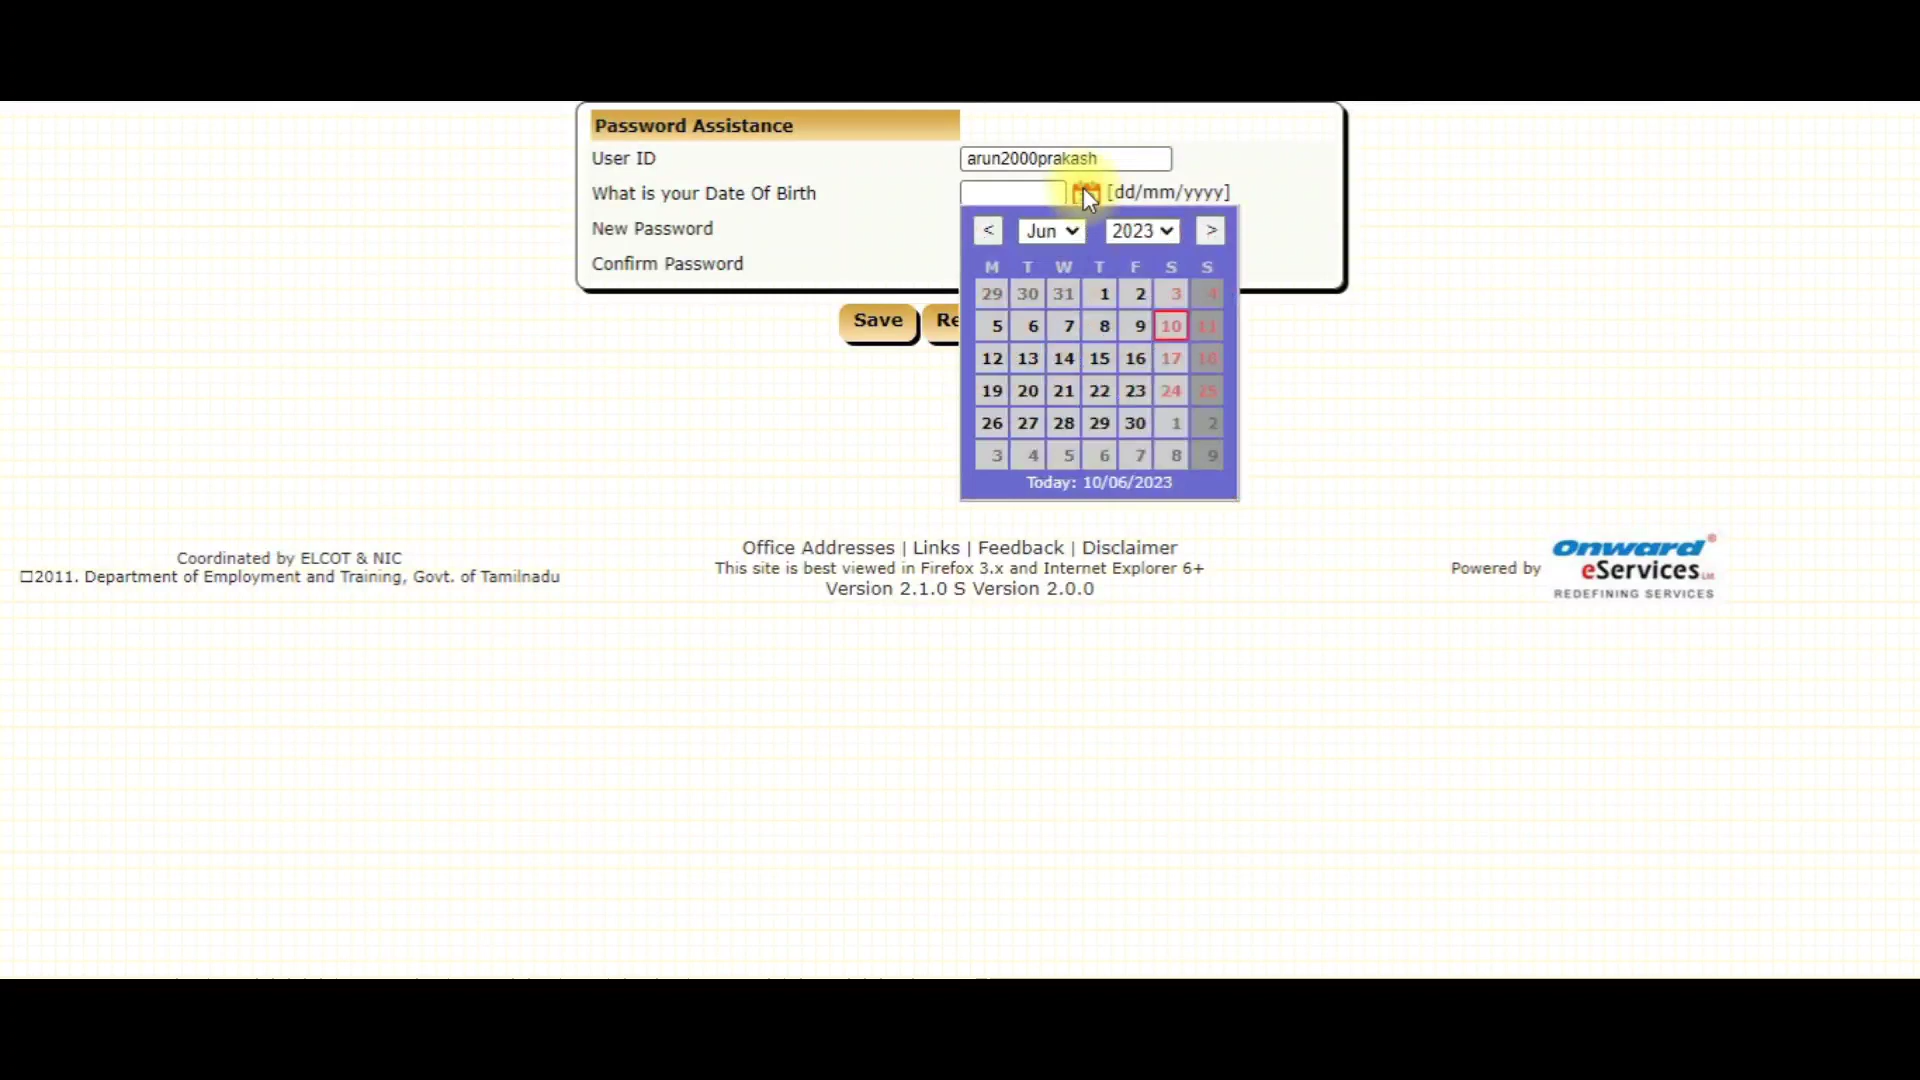 Password Assistance
User ID arun2000prakash
What is your Date Of Birth [dd/mm/yyyy]
New Password
Confirm Password
< Jun 2023 >
M T W T F S S
29 30 31 1 2 3 4
5 6 7 8 9 10 11
12 13 14 15 16 17 18
19 20 21 22 23 24 25
26 27 28 29 30 1 2
3 4 5 6 7 8 9
Today: 10/06/2023
Save Re
Coordinated by ELCOT & NIC
2011. Department of Employment and Training, Govt. of Tamilnadu
Office Addresses | Links | Feedback | Disclaimer
This site is best viewed in Firefox 3.x and Internet Explorer 6+
Version 2.1.0 S Version 2.0.0
Powered by
Onward®
eServices Ltd
REDEFINING SERVICES